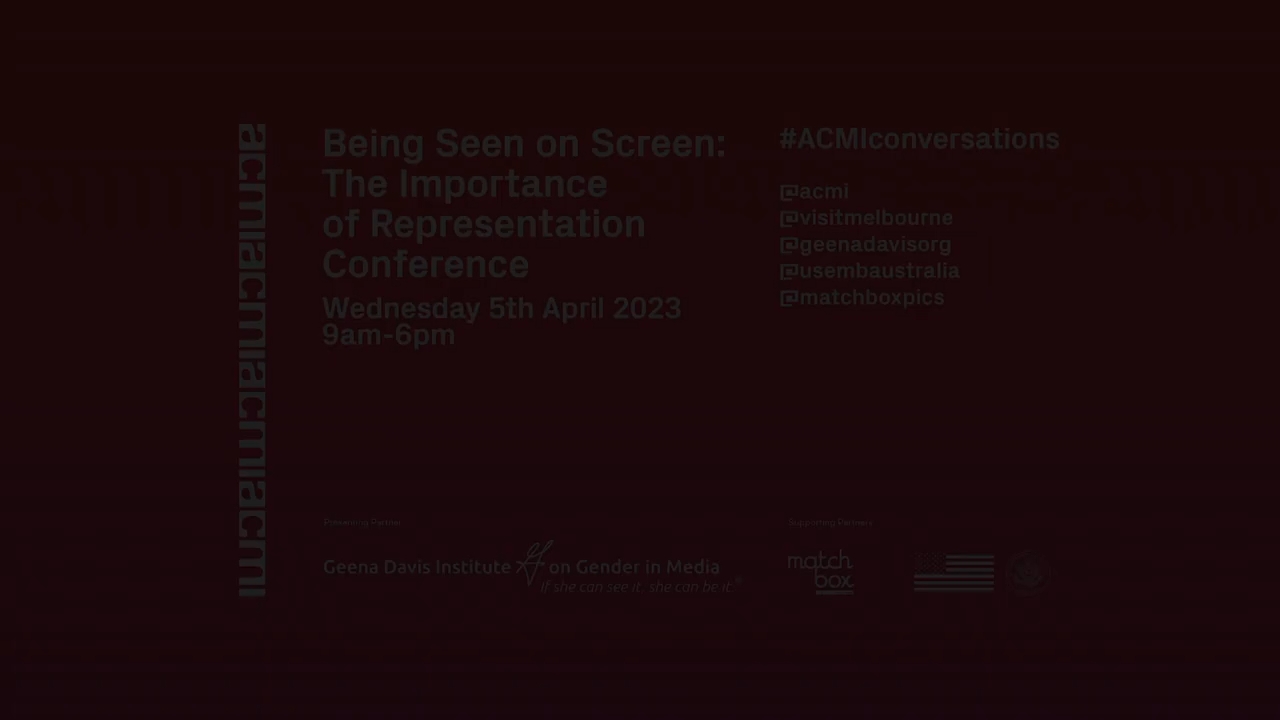 acmiacmiacmiacmiacmi
Being Seen on Screen:
The Importance
of Representation
Conference
Wednesday 5th April 2023
9am-6pm
#ACMIconversations
@acmi
@visitmelbourne
@geenadavisorg
@usembaustralia
@matchboxpics
Presenting Partner
Geena Davis Institute on Gender in Media
If she can see it, she can be it.®
Supporting Partners
match
box